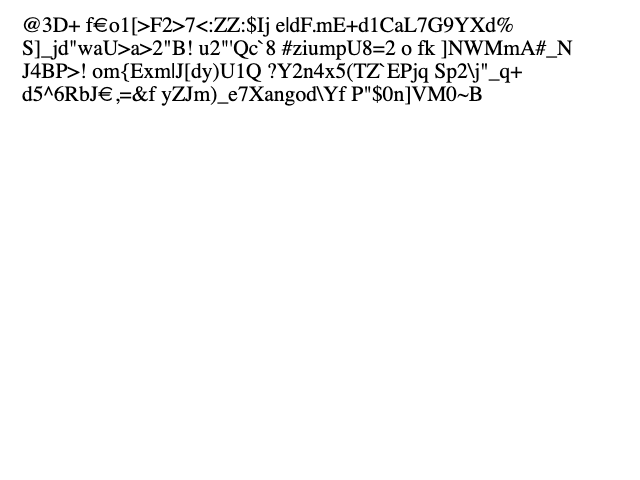 @3D+ f€o1[>F2>7<:ZZ:$Ij e|dF.mE+d1CaL7G9YXd%
S]_jd"waU>a>2"B! u2"'Qc`8 #ziumpU8=2 o fk ]NWMmA#_N
J4BP>! om{Exm|J[dy)U1Q ?Y2n4x5(TZ`EPjq Sp2\j"_q+
d5^6RbJ€,=&f yZJm)_e7Xangod\Yf P"$0n]VM0~B